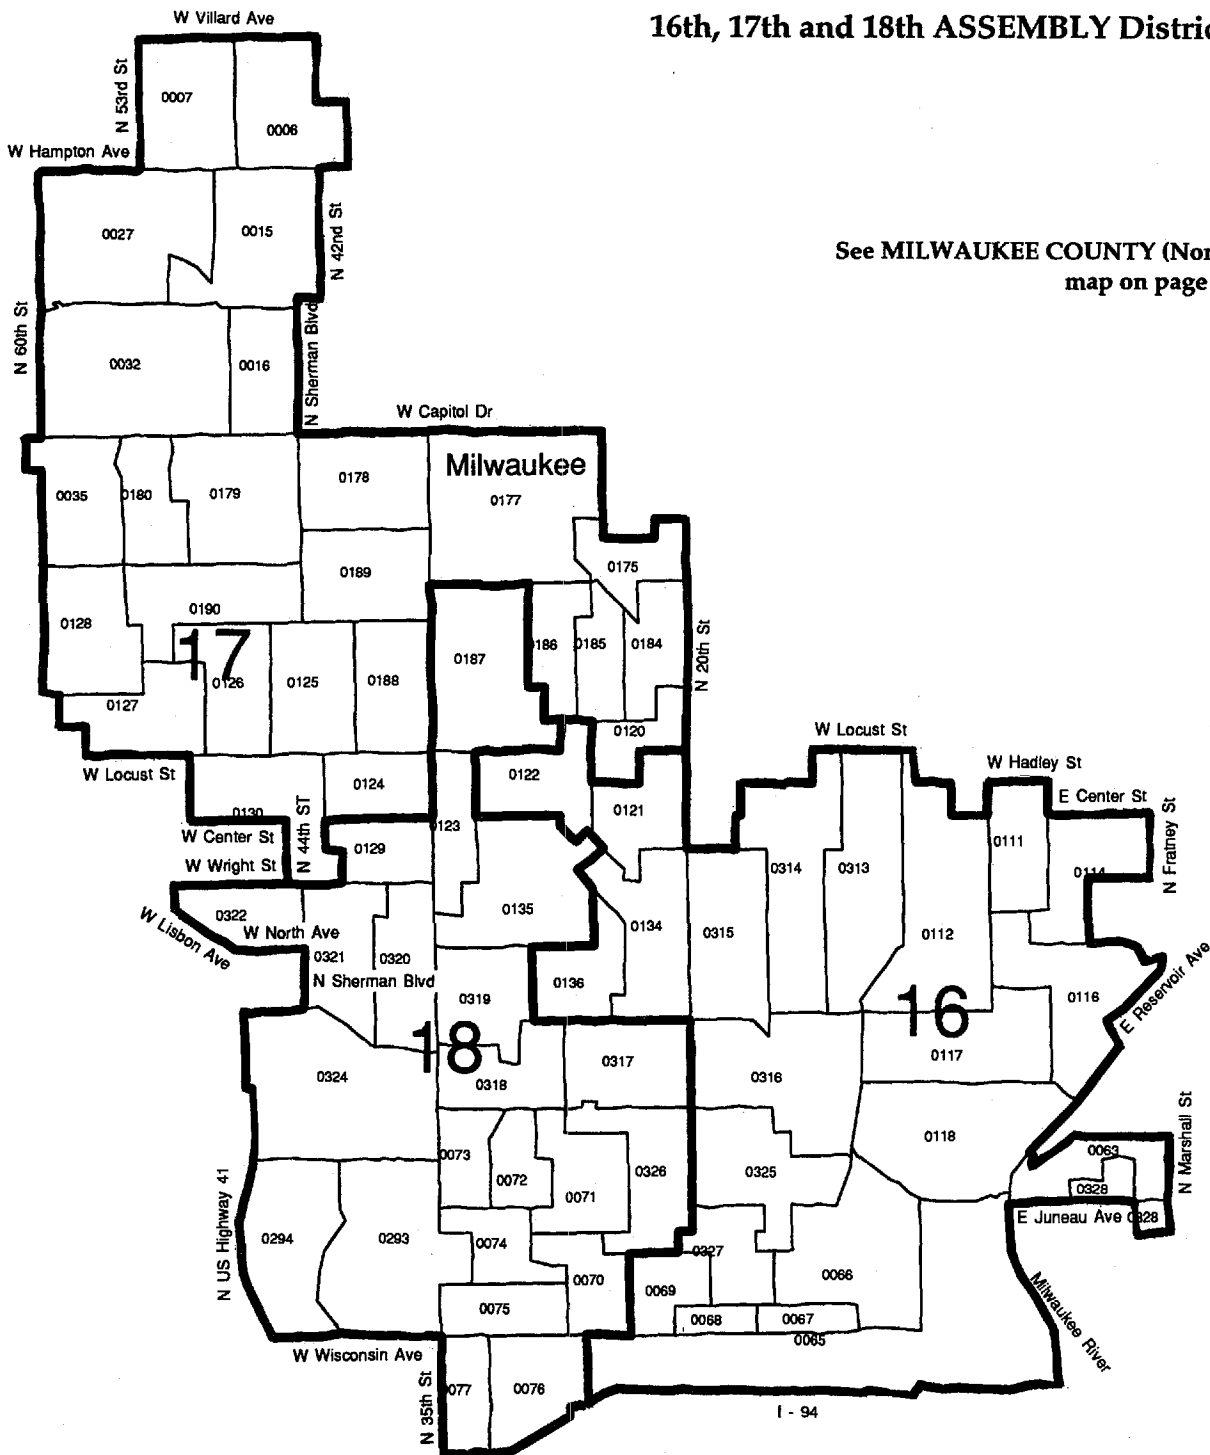 16th, 17th and 18th ASSEMBLY Distric
W Villard Ave
N 53rd St
0007
0006
W Hampton Ave
0027
0015
N 42nd St
See MILWAUKEE COUNTY (Nor
map on page
N 60th St
0032
0016
N Sherman Blvd
W Capitol Dr
Milwaukee
0035
0180
0179
0178
0177
0175
0189
0128
0190
17
0126
0125
0188
0187
0186
0185
0184
N 20th St
0127
0120
W Locust St
W Locust St
W Hadley St
E Center St
N Fratney St
0130
0124
0122
0121
W Center St
N 44th ST
0123
0129
W Wright St
0314
0313
0111
0114
0322
W Lisbon Ave
W North Ave
0321
0320
N Sherman Blvd
0135
0134
0315
0112
0136
0319
0116
E Reservoir Ave
16
18
0324
0318
0317
0316
0117
0118
N Marshall St
0063
0328
0328
E Juneau Ave
0073
0072
0071
0326
0325
N US Highway 41
0294
0293
0074
0070
0327
0069
0066
0075
0068
0067
0065
Milwaukee River
W Wisconsin Ave
N 35th St
0077
0076
I - 94